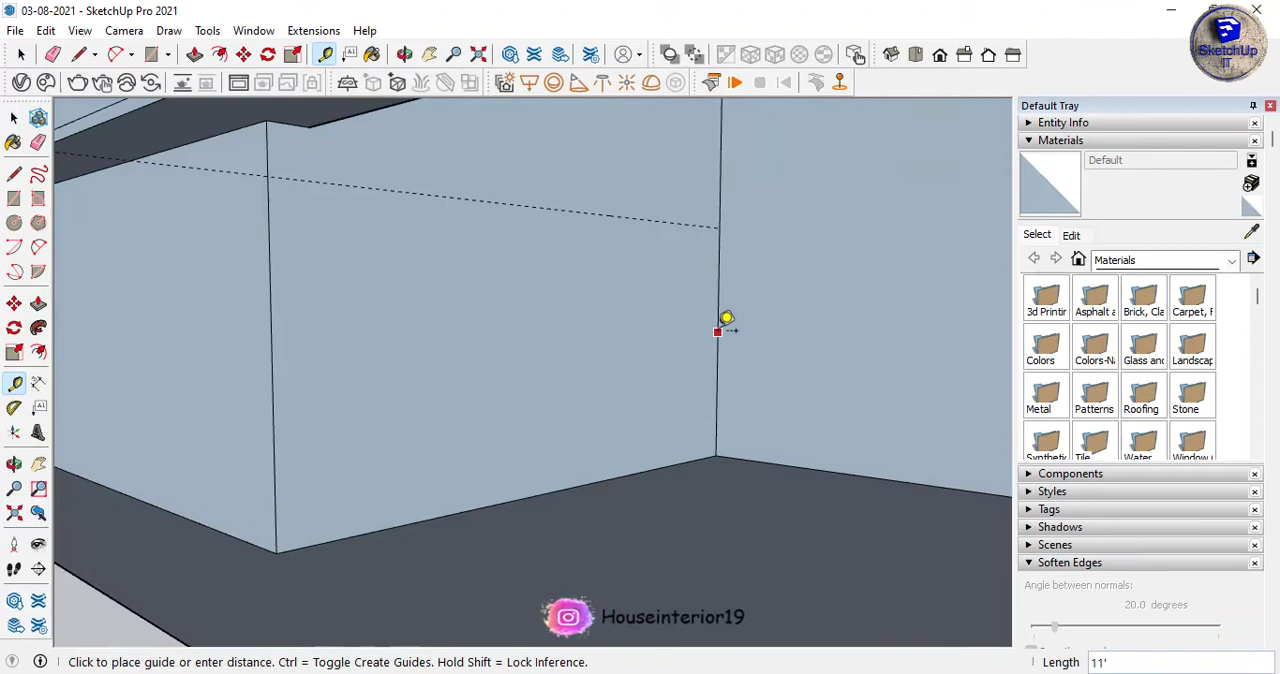 03-08-2021 - SketchUp Pro 2021
File Edit View Camera Draw Tools Window Extensions Help
SketchUp
IT
Default Tray
Entity Info
Materials
Default
Select Edit
Materials
3d Printir Asphalt a Brick, Cla Carpet, F
Colors Colors-Na Glass and Landscap
Metal Patterns Roofing Stone
Synthetic Tile Water Window
Components
Styles
Tags
Shadows
Scenes
Soften Edges
Angle between normals:
20.0 degrees
Houseinterior19
Click to place guide or enter distance. Ctrl = Toggle Create Guides. Hold Shift = Lock Inference.
Length 11'